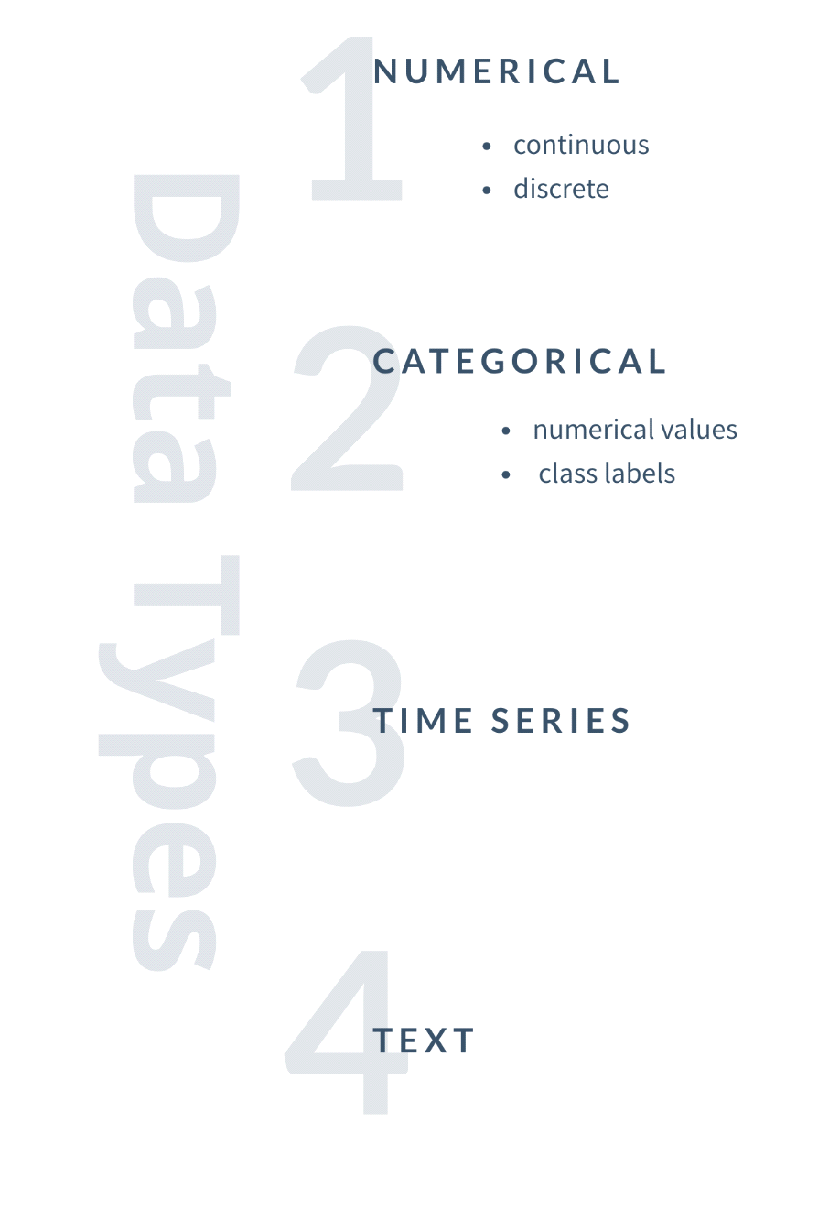 Data Types
1
NUMERICAL
• continuous
• discrete
2
CATEGORICAL
• numerical values
• class labels
3
TIME SERIES
4
TEXT